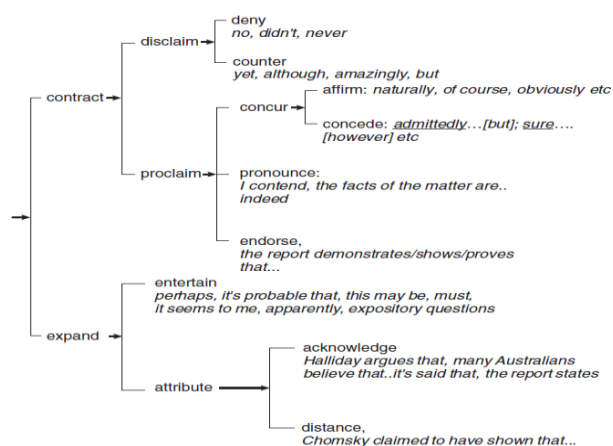 deny
no, didn't, never
disclaim
counter
yet, although, amazingly, but
contract
affirm: naturally, of course, obviously etc
concur
concede: admittedly…[but]; sure….
[however] etc
proclaim
pronounce:
I contend, the facts of the matter are..
indeed
endorse,
the report demonstrates/shows/proves
that...
entertain
perhaps, it's probable that, this may be, must,
it seems to me, apparently, expository questions
expand
acknowledge
Halliday argues that, many Australians
believe that..it's said that, the report states
attribute
distance,
Chomsky claimed to have shown that...